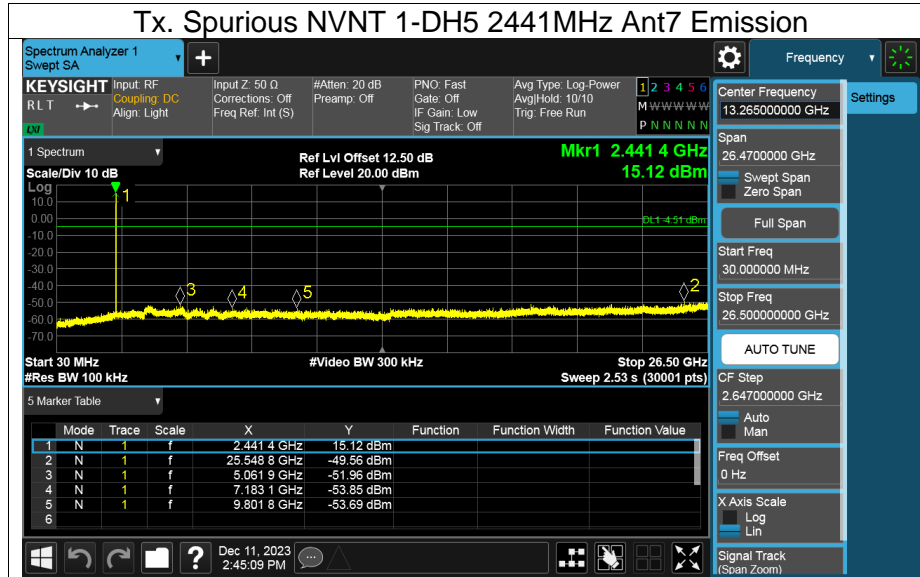 Tx. Spurious NVNT 1-DH5 2441MHz Ant7 Emission
Spectrum Analyzer 1
Swept SA
+
Frequency
KEYSIGHT
RLT
LXI
Input: RF
Coupling: DC
Align: Light
Input Z: 50 Ω
Corrections: Off
Freq Ref: Int (S)
#Atten: 20 dB
Preamp: Off
PNO: Fast
Gate: Off
IF Gain: Low
Sig Track: Off
Avg Type: Log-Power
Avg|Hold: 10/10
Trig: Free Run
1 2 3 4 5 6
M W W W W W
P N N N N N
1 Spectrum
Scale/Div 10 dB
Ref Lvl Offset 12.50 dB
Ref Level 20.00 dBm
Mkr1 2.441 4 GHz
15.12 dBm
Log
10.0
0.00
-10.0
-20.0
-30.0
-40.0
-50.0
-60.0
-70.0
1
DL1 -4.51 dBm
3
4
5
2
Start 30 MHz
#Res BW 100 kHz
#Video BW 300 kHz
Stop 26.50 GHz
Sweep 2.53 s (30001 pts)
5 Marker Table
Mode Trace Scale X Y Function Function Width Function Value
1 N 1 f 2.441 4 GHz 15.12 dBm
2 N 1 f 25.548 8 GHz -49.56 dBm
3 N 1 f 5.061 9 GHz -51.96 dBm
4 N 1 f 7.183 1 GHz -53.85 dBm
5 N 1 f 9.801 8 GHz -53.69 dBm
6
?
Dec 11, 2023
2:45:09 PM
Center Frequency
13.265000000 GHz
Span
26.4700000 GHz
Swept Span
Zero Span
Full Span
Start Freq
30.000000 MHz
Stop Freq
26.500000000 GHz
AUTO TUNE
CF Step
2.647000000 GHz
Auto
Man
Freq Offset
0 Hz
X Axis Scale
Log
Lin
Signal Track
(Span Zoom)
Settings